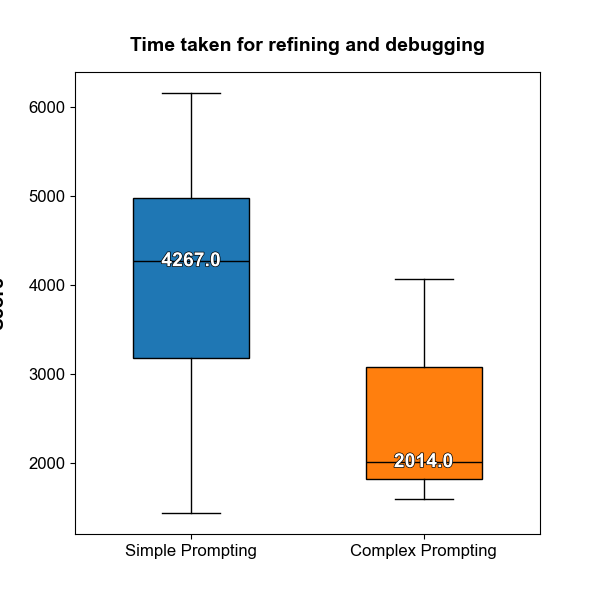 Time taken for refining and debugging
6000
5000
4000
3000
2000
4267.0
2014.0
Simple Prompting
Complex Prompting